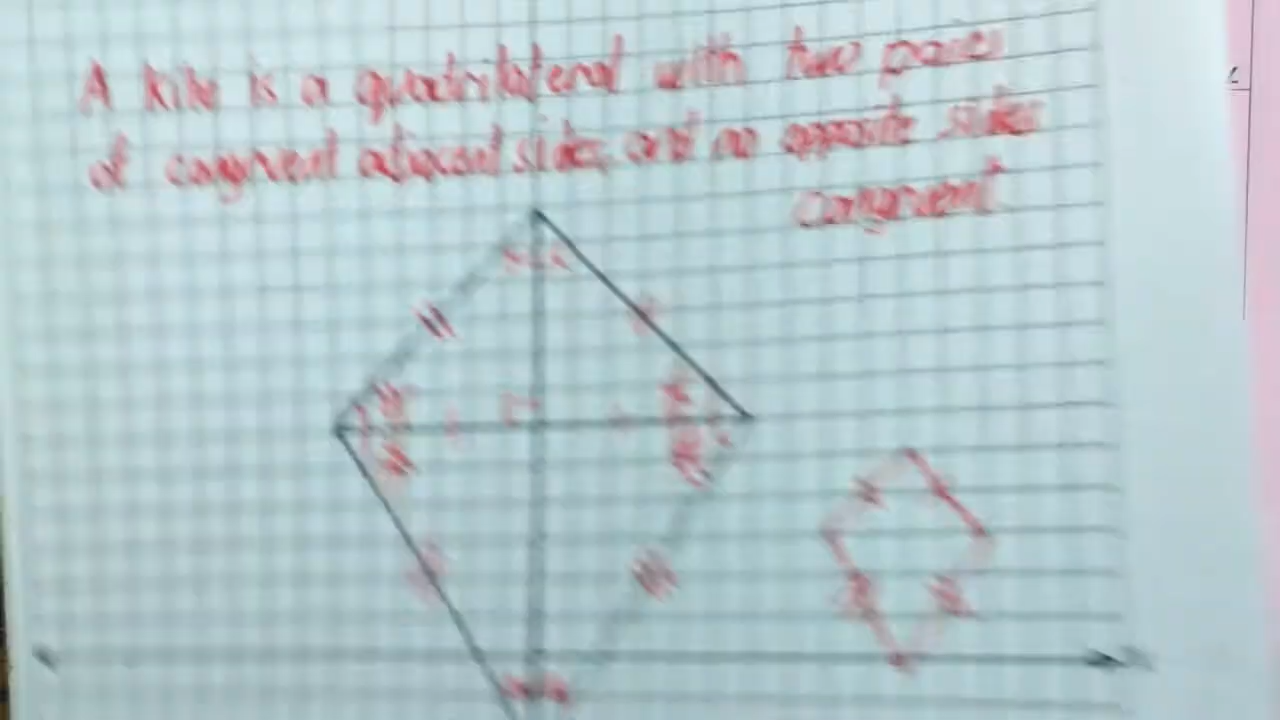 A kite is a quadrilateral with two pairs
of congruent adjacent sides, and no opposite sides
congruent